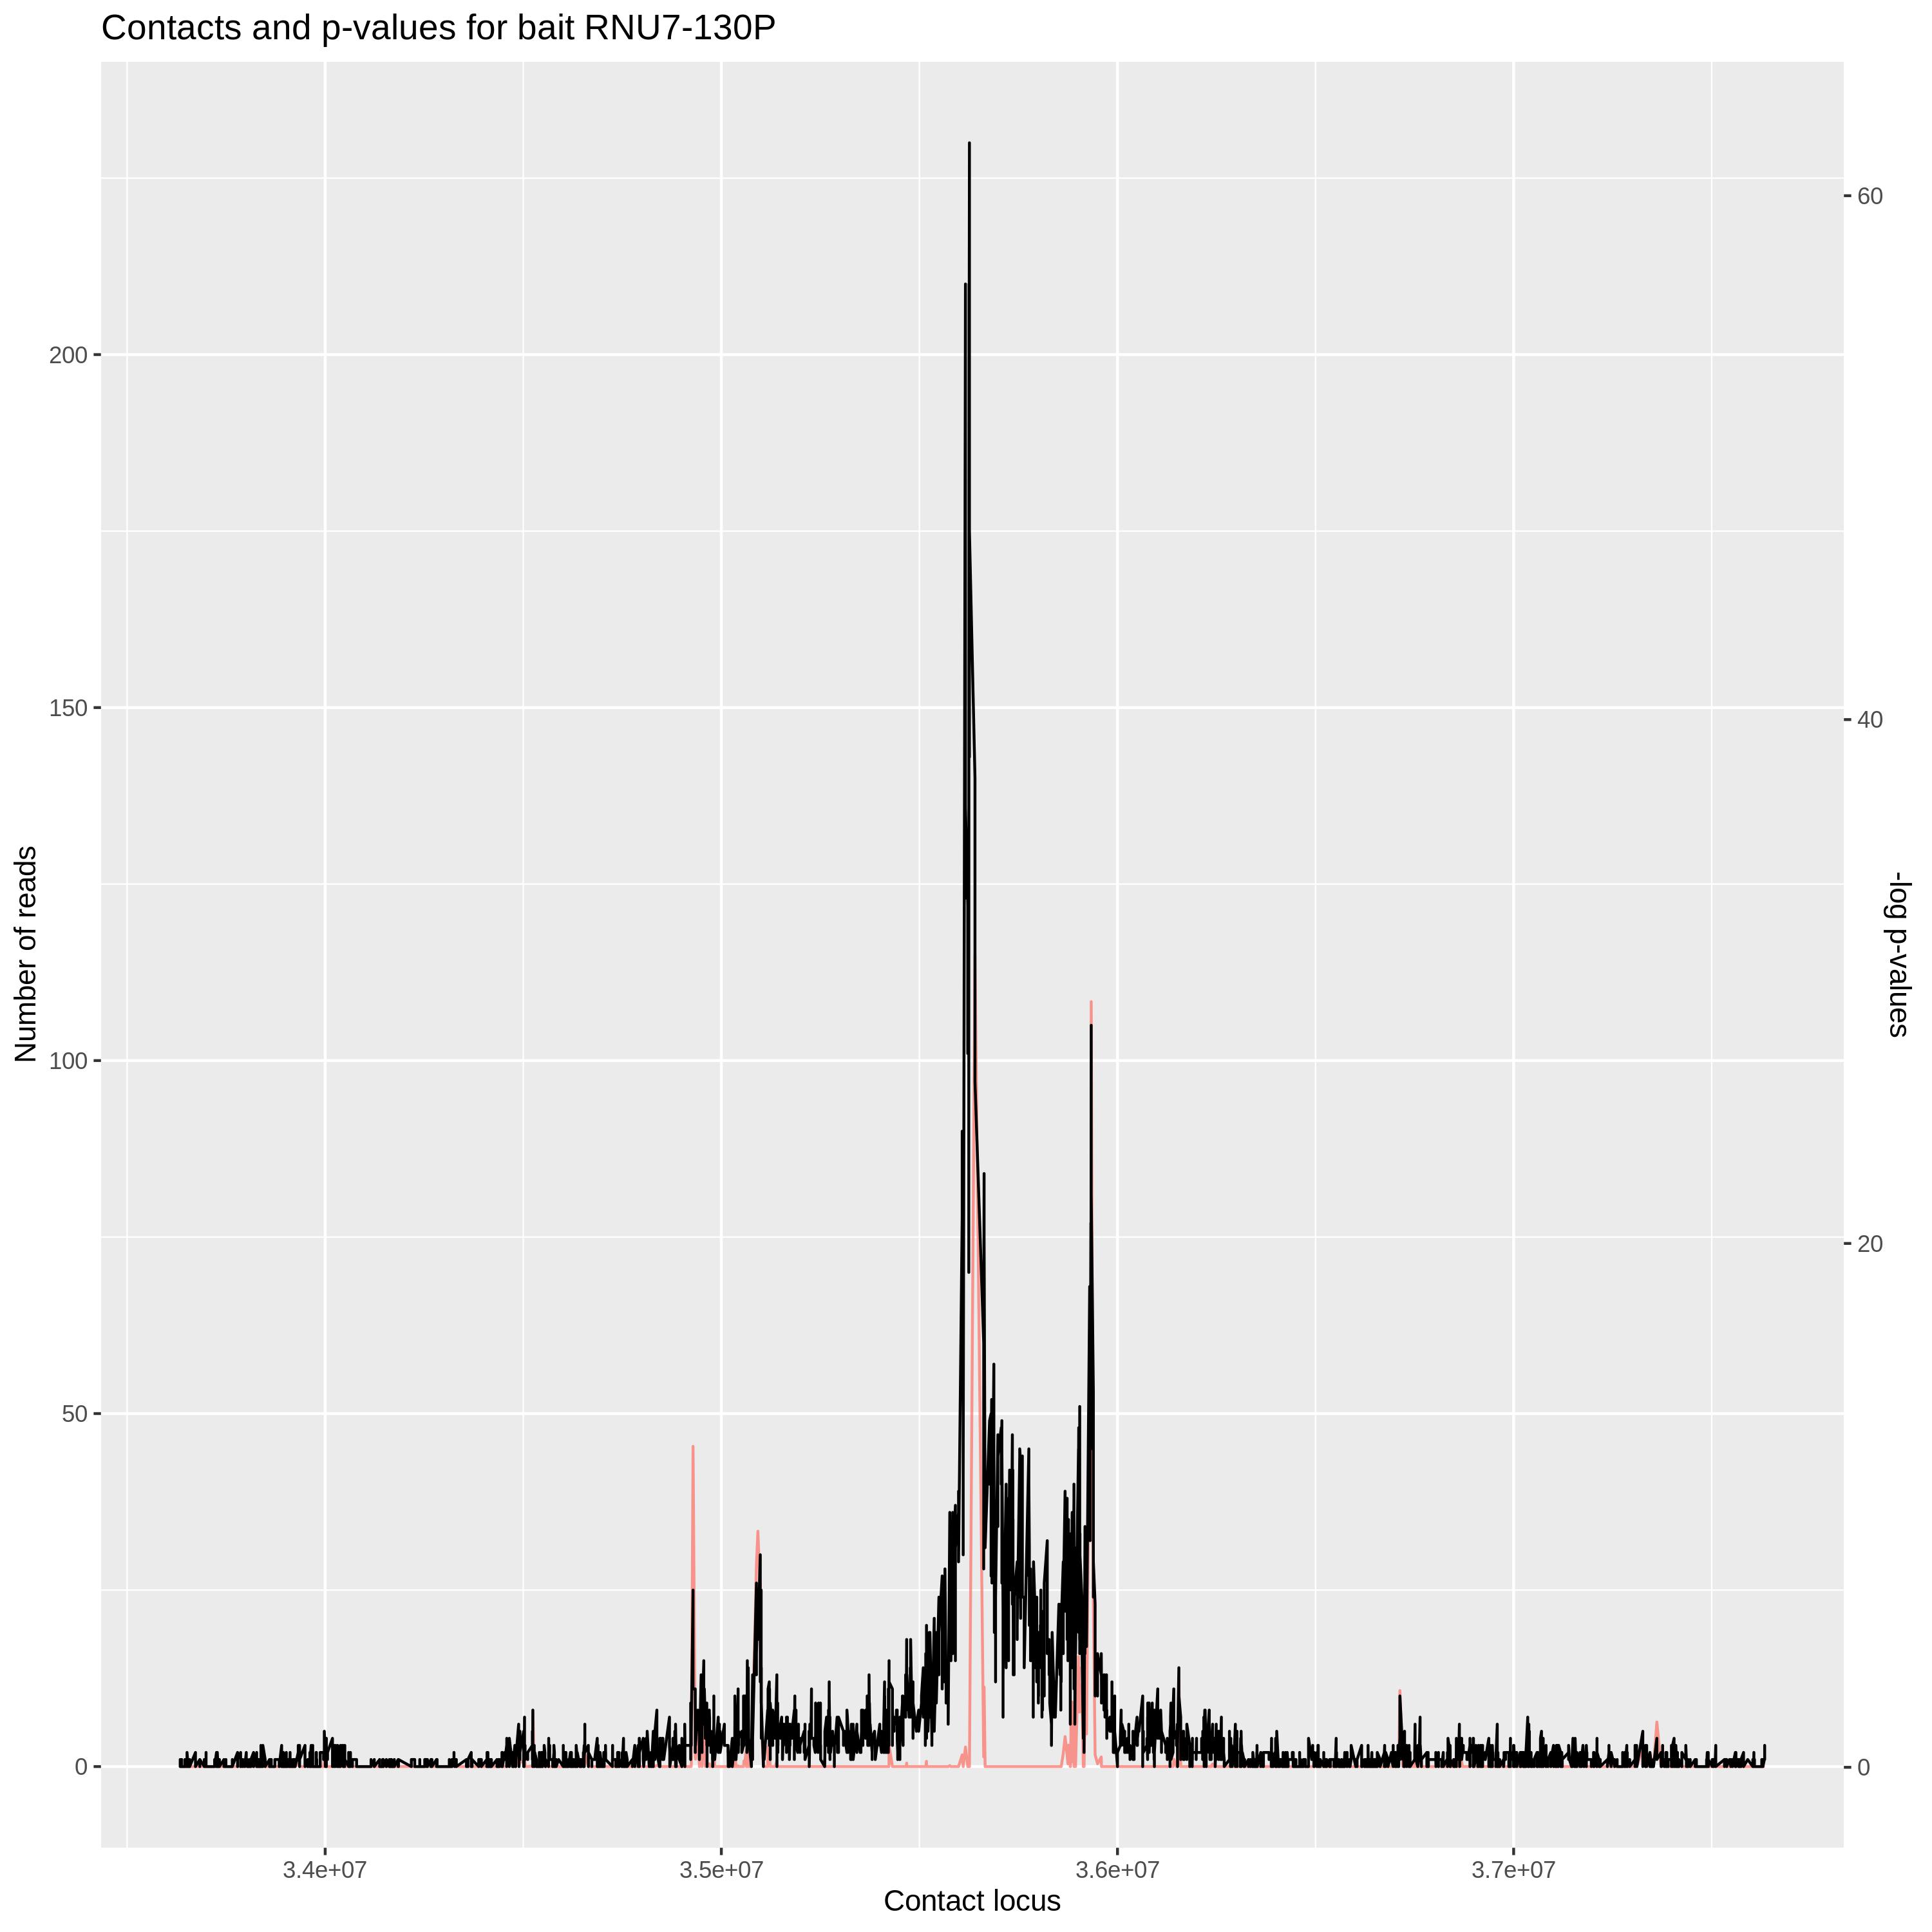 Contacts and p-values for bait RNU7-130P
Number of reads
200
150
100
50
0
60
40
20
0
-log p-values
3.4e+07
3.5e+07
3.6e+07
3.7e+07
Contact locus